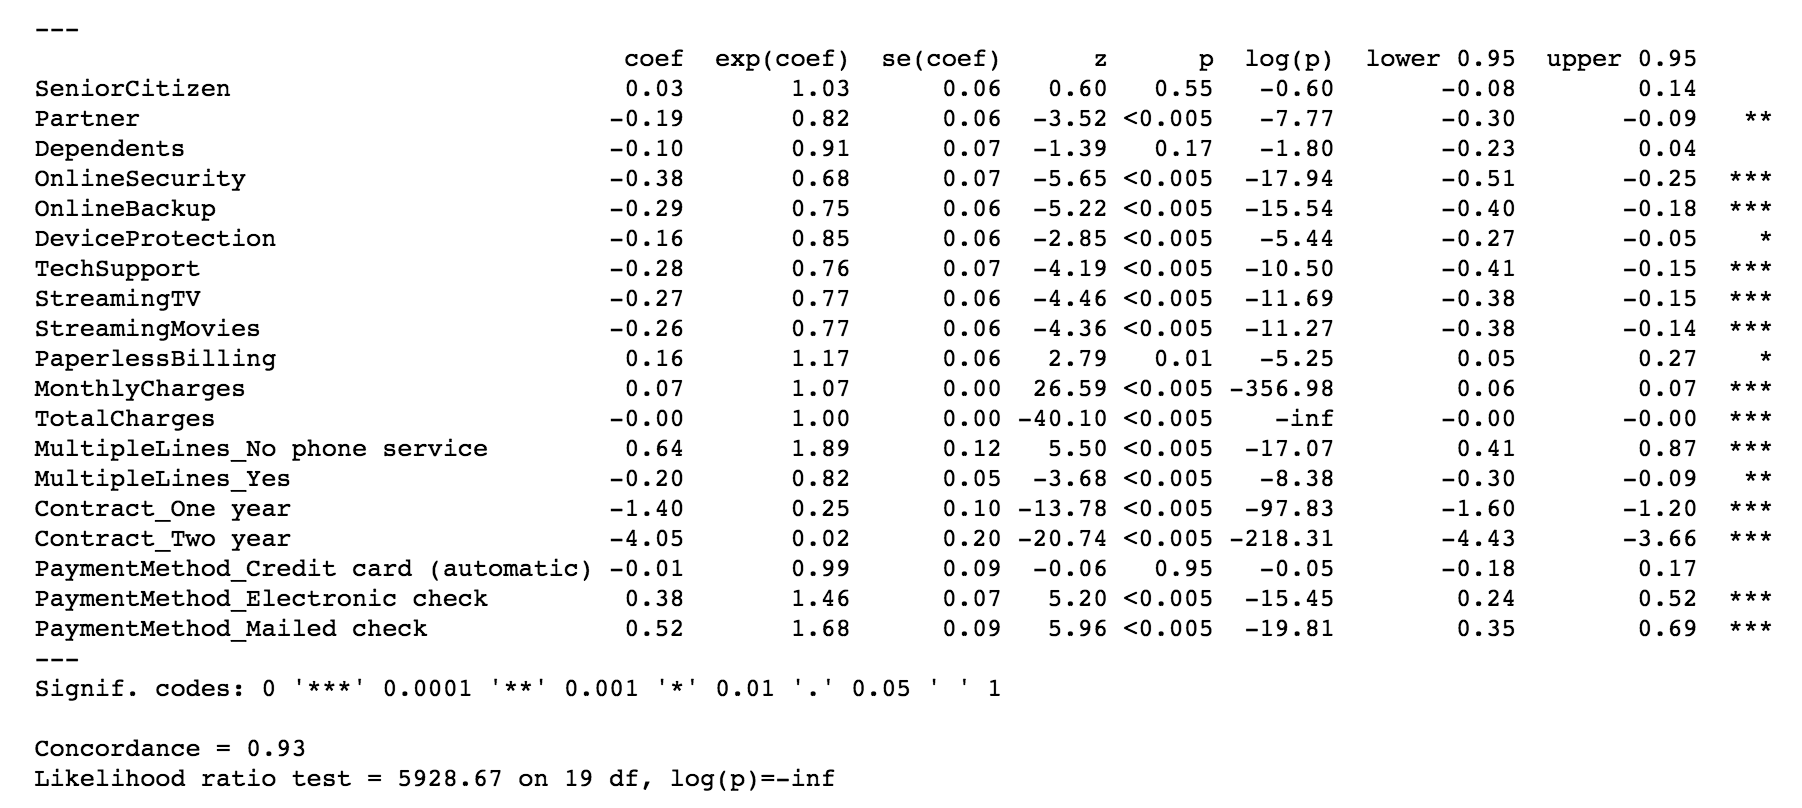 ---
coef exp(coef) se(coef) z p log(p) lower 0.95 upper 0.95
SeniorCitizen 0.03 1.03 0.06 0.60 0.55 -0.60 -0.08 0.14
Partner -0.19 0.82 0.06 -3.52 <0.005 -7.77 -0.30 -0.09 **
Dependents -0.10 0.91 0.07 -1.39 0.17 -1.80 -0.23 0.04
OnlineSecurity -0.38 0.68 0.07 -5.65 <0.005 -17.94 -0.51 -0.25 ***
OnlineBackup -0.29 0.75 0.06 -5.22 <0.005 -15.54 -0.40 -0.18 ***
DeviceProtection -0.16 0.85 0.06 -2.85 <0.005 -5.44 -0.27 -0.05 *
TechSupport -0.28 0.76 0.07 -4.19 <0.005 -10.50 -0.41 -0.15 ***
StreamingTV -0.27 0.77 0.06 -4.46 <0.005 -11.69 -0.38 -0.15 ***
StreamingMovies -0.26 0.77 0.06 -4.36 <0.005 -11.27 -0.38 -0.14 ***
PaperlessBilling 0.16 1.17 0.06 2.79 0.01 -5.25 0.05 0.27 *
MonthlyCharges 0.07 1.07 0.00 26.59 <0.005 -356.98 0.06 0.07 ***
TotalCharges -0.00 1.00 0.00 -40.10 <0.005 -inf -0.00 -0.00 ***
MultipleLines_No phone service 0.64 1.89 0.12 5.50 <0.005 -17.07 0.41 0.87 ***
MultipleLines_Yes -0.20 0.82 0.05 -3.68 <0.005 -8.38 -0.30 -0.09 **
Contract_One year -1.40 0.25 0.10 -13.78 <0.005 -97.83 -1.60 -1.20 ***
Contract_Two year -4.05 0.02 0.20 -20.74 <0.005 -218.31 -4.43 -3.66 ***
PaymentMethod_Credit card (automatic) -0.01 0.99 0.09 -0.06 0.95 -0.05 -0.18 0.17
PaymentMethod_Electronic check 0.38 1.46 0.07 5.20 <0.005 -15.45 0.24 0.52 ***
PaymentMethod_Mailed check 0.52 1.68 0.09 5.96 <0.005 -19.81 0.35 0.69 ***
---
Signif. codes: 0 '***' 0.0001 '**' 0.001 '*' 0.01 '.' 0.05 ' ' 1
Concordance = 0.93
Likelihood ratio test = 5928.67 on 19 df, log(p)=-inf